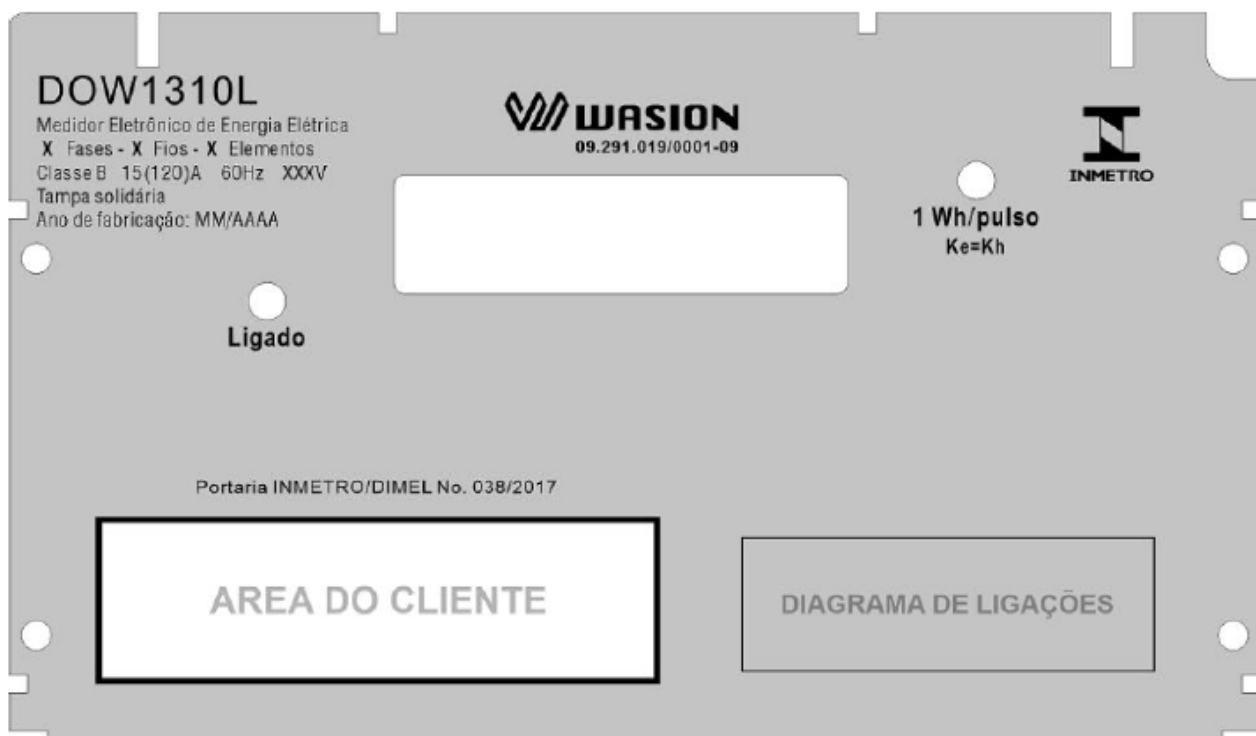 DOW1310L
Medidor Eletrônico de Energia Elétrica
X Fases - X Fios - X Elementos
Classe B 15(120)A 60Hz XXXV
Tampa solidária
Ano de fabricação: MM/AAAA
WASION
09.291.019/0001-09
INMETRO
1 Wh/pulso
Ke=Kh
Ligado
Portaria INMETRO/DIMEL No. 038/2017
AREA DO CLIENTE
DIAGRAMA DE LIGAÇÕES